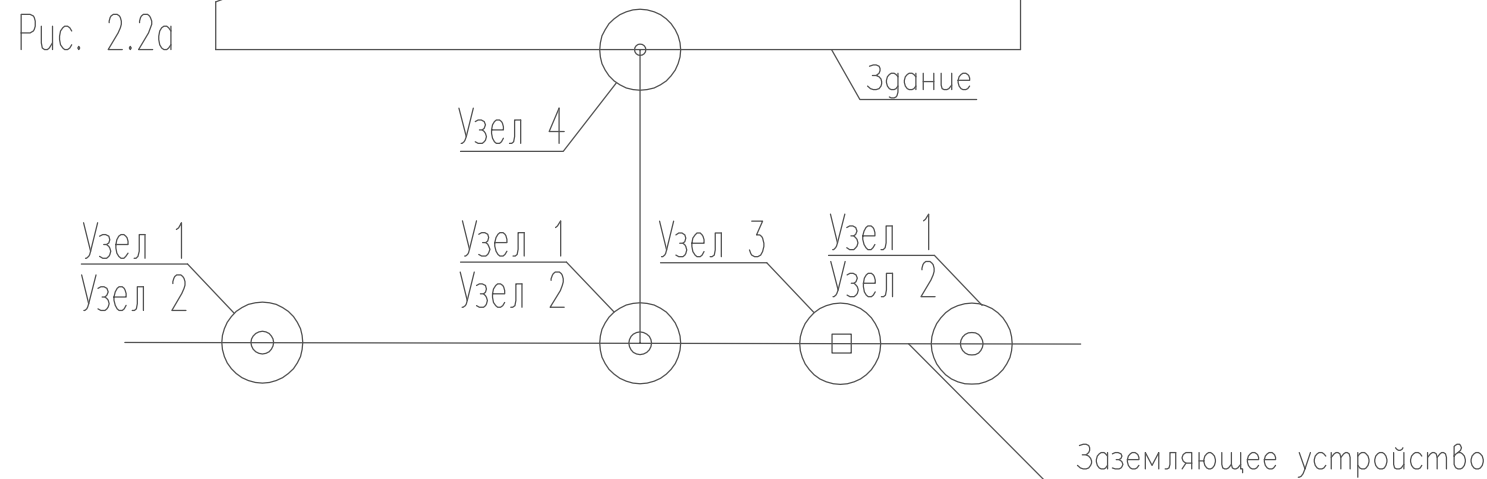 Рис. 2.2а
Здание
Узел 4
Узел 1
Узел 2
Узел 1
Узел 2
Узел 3
Узел 1
Узел 2
Заземляющее устройство